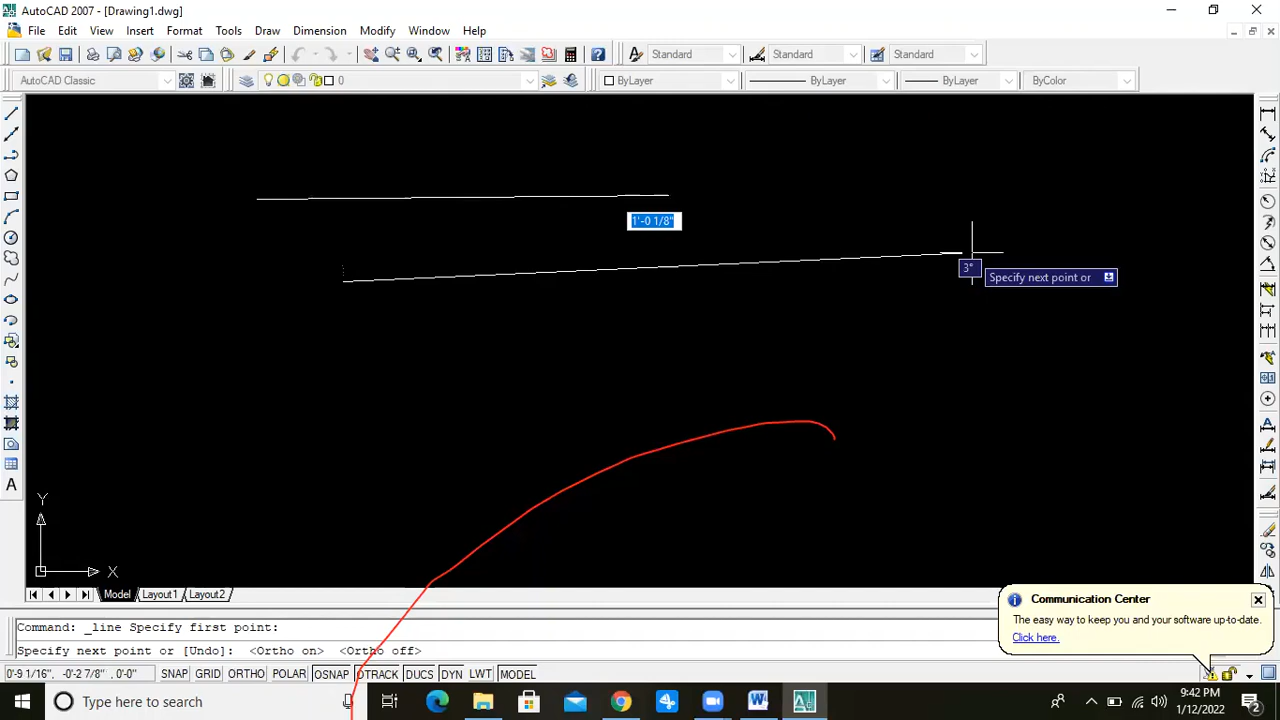 AutoCAD 2007 - [Drawing1.dwg]
File Edit View Insert Format Tools Draw Dimension Modify Window Help
Standard Standard Standard
AutoCAD Classic 0 ByLayer ByLayer ByLayer ByColor
1'-0 1/8"
3°
Specify next point or
Y
X
A
Model Layout1 Layout2
Communication Center
The easy way to keep you and your software up-to-date.
Click here.
Command: _line Specify first point:
Specify next point or [Undo]: <Ortho on> <Ortho off>
0'-9 1/16", -0'-2 7/8", 0'-0" SNAP GRID ORTHO POLAR OSNAP OTRACK DUCS DYN LWT MODEL
Type here to search
9:42 PM
1/12/2022
2